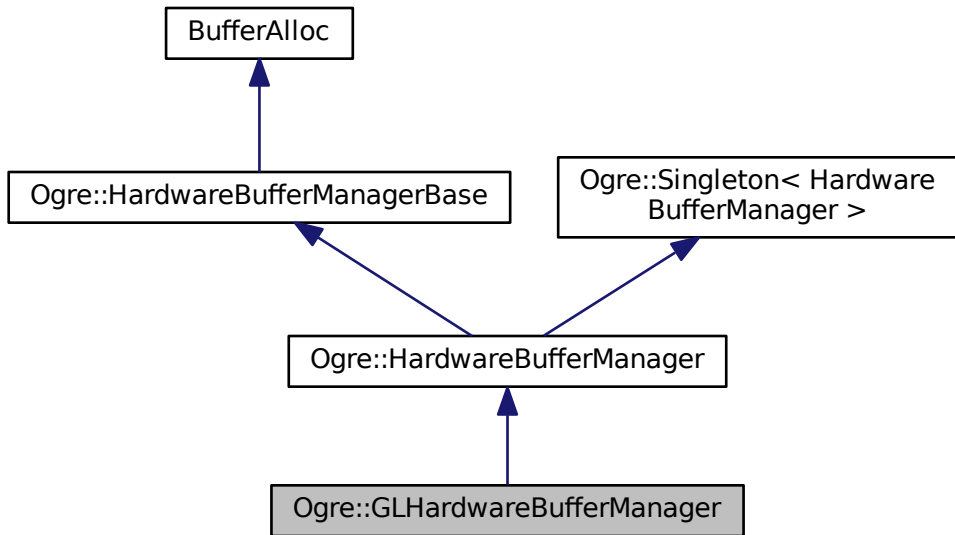 BufferAlloc
Ogre::HardwareBufferManagerBase
Ogre::Singleton< Hardware
BufferManager >
Ogre::HardwareBufferManager
Ogre::GLHardwareBufferManager